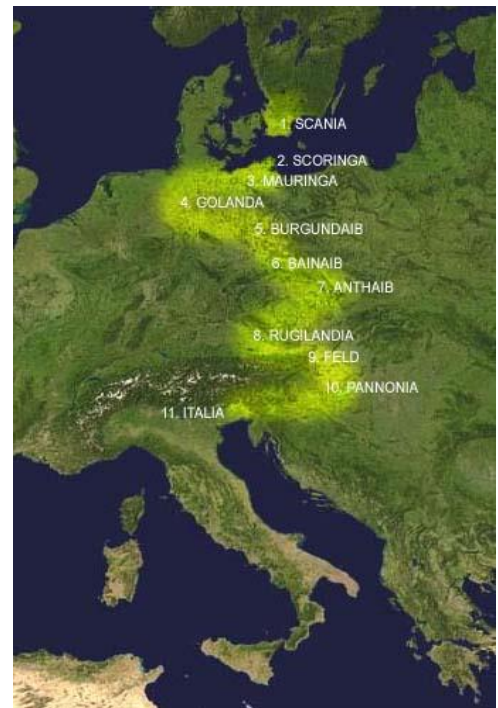 1. SCANIA
2. SCORINGA
3. MAURINGA
4. GOLANDA
5. BURGUNDAIB
6. BAINAIB
7. ANTHAIB
8. RUGILANDIA
9. FELD
10. PANNONIA
11. ITALIA